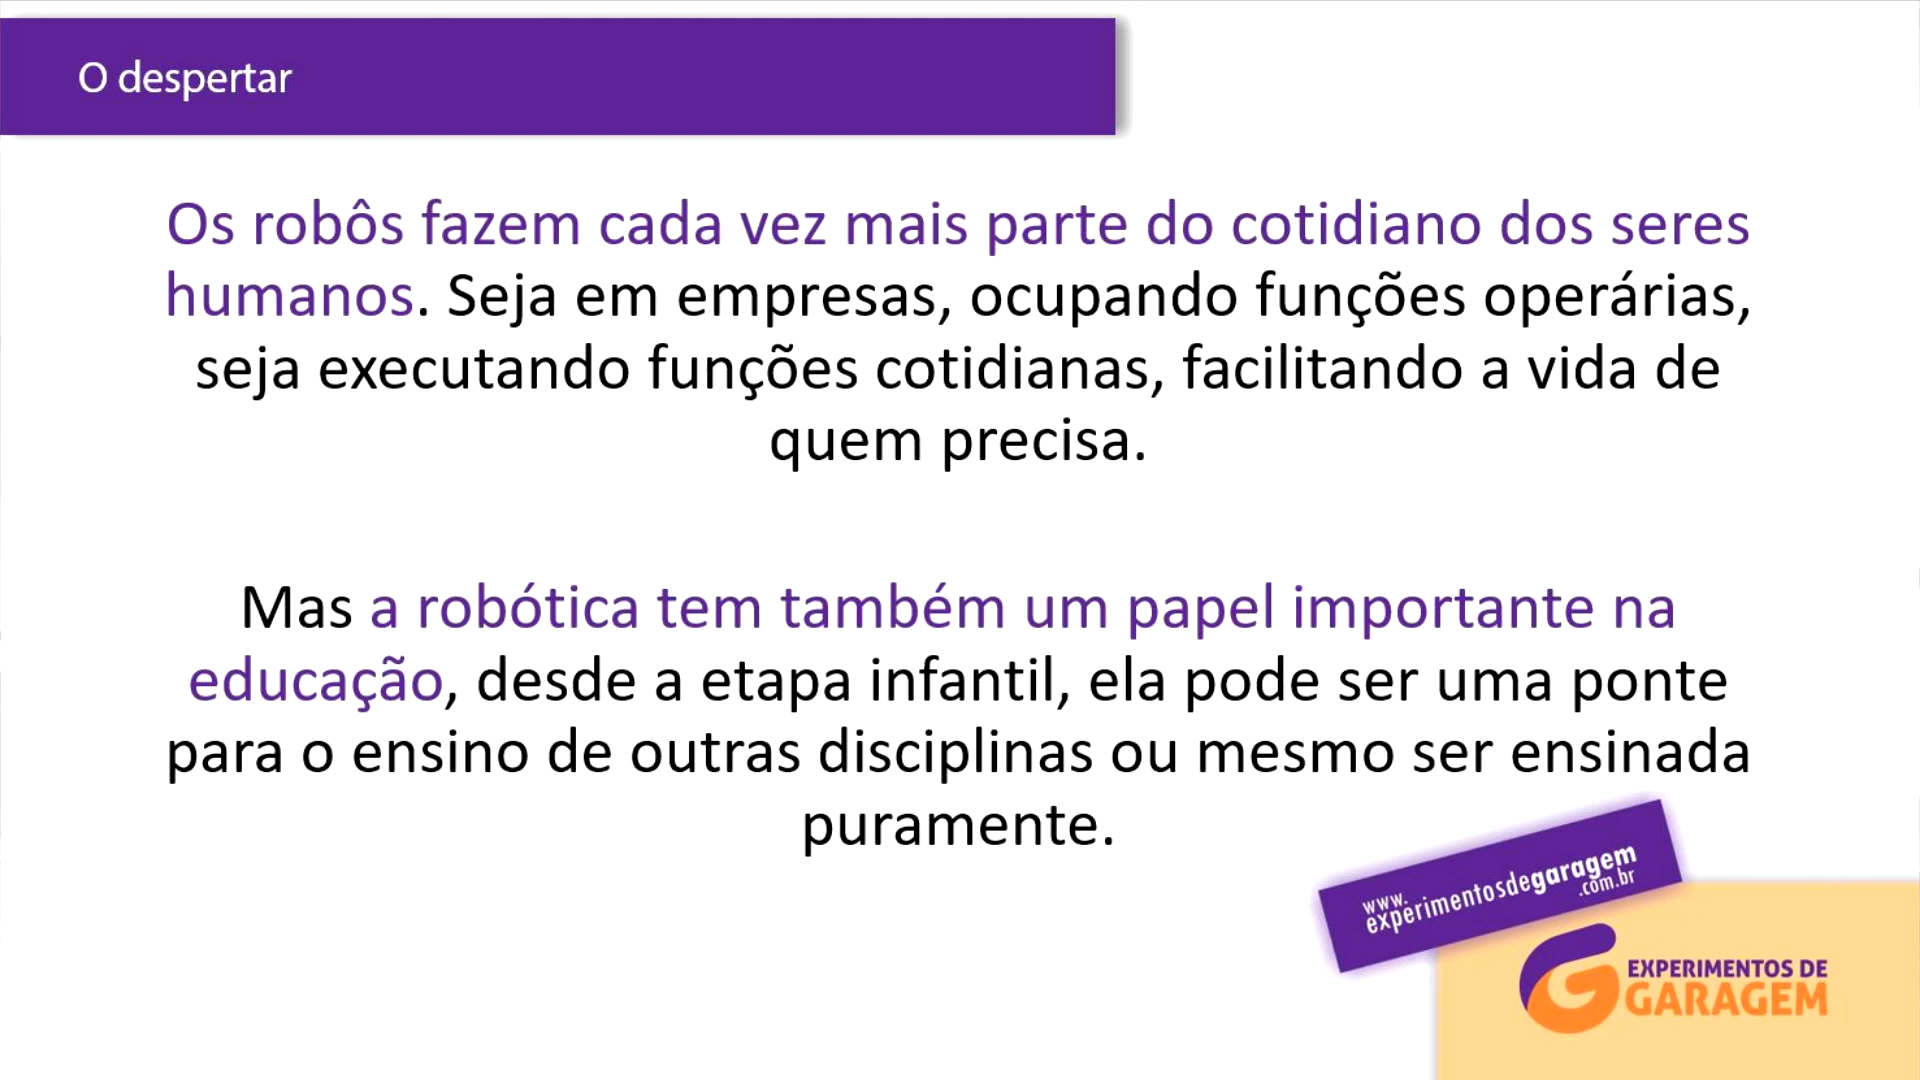 O despertar
Os robôs fazem cada vez mais parte do cotidiano dos seres
humanos. Seja em empresas, ocupando funções operárias,
seja executando funções cotidianas, facilitando a vida de
quem precisa.
Mas a robótica tem também um papel importante na
educação, desde a etapa infantil, ela pode ser uma ponte
para o ensino de outras disciplinas ou mesmo ser ensinada
puramente.
www.
experimentosdegaragem
.com.br
EXPERIMENTOS DE
GARAGEM